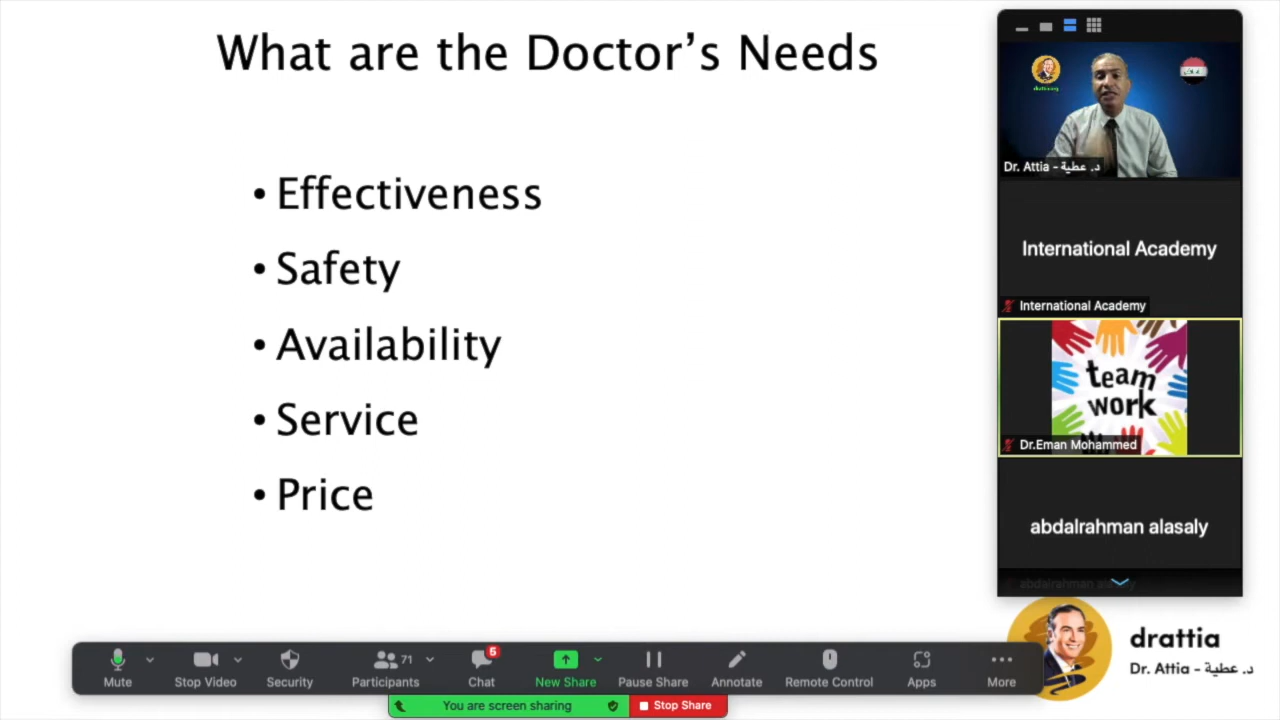 What are the Doctor’s Needs
• Effectiveness
• Safety
• Availability
• Service
• Price
Dr. Attia - د. عطية
International Academy
International Academy
team
work
Dr.Eman Mohammed
abdalrahman alasaly
drattia
Dr. Attia - د. عطية
Mute
Stop Video
Security
71
Participants
5
Chat
New Share
Pause Share
Annotate
Remote Control
Apps
More
You are screen sharing
Stop Share